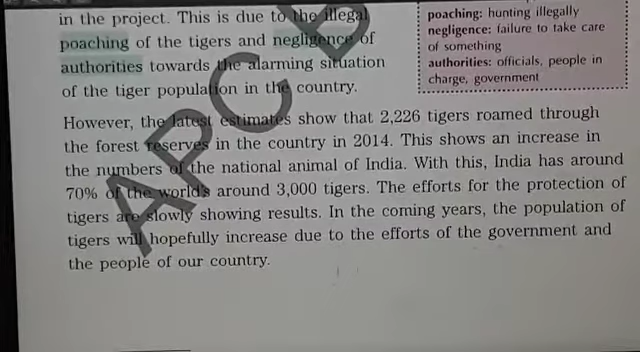 in the project. This is due to the illegal
poaching of the tigers and negligence of
authorities towards the alarming situation
of the tiger population in the country.
poaching: hunting illegally
negligence: failure to take care
of something
authorities: officials, people in
charge, government
However, the latest estimates show that 2,226 tigers roamed through
the forest reserves in the country in 2014. This shows an increase in
the numbers of the national animal of India. With this, India has around
70% of the world's around 3,000 tigers. The efforts for the protection of
tigers are slowly showing results. In the coming years, the population of
tigers will hopefully increase due to the efforts of the government and
the people of our country.
APC B